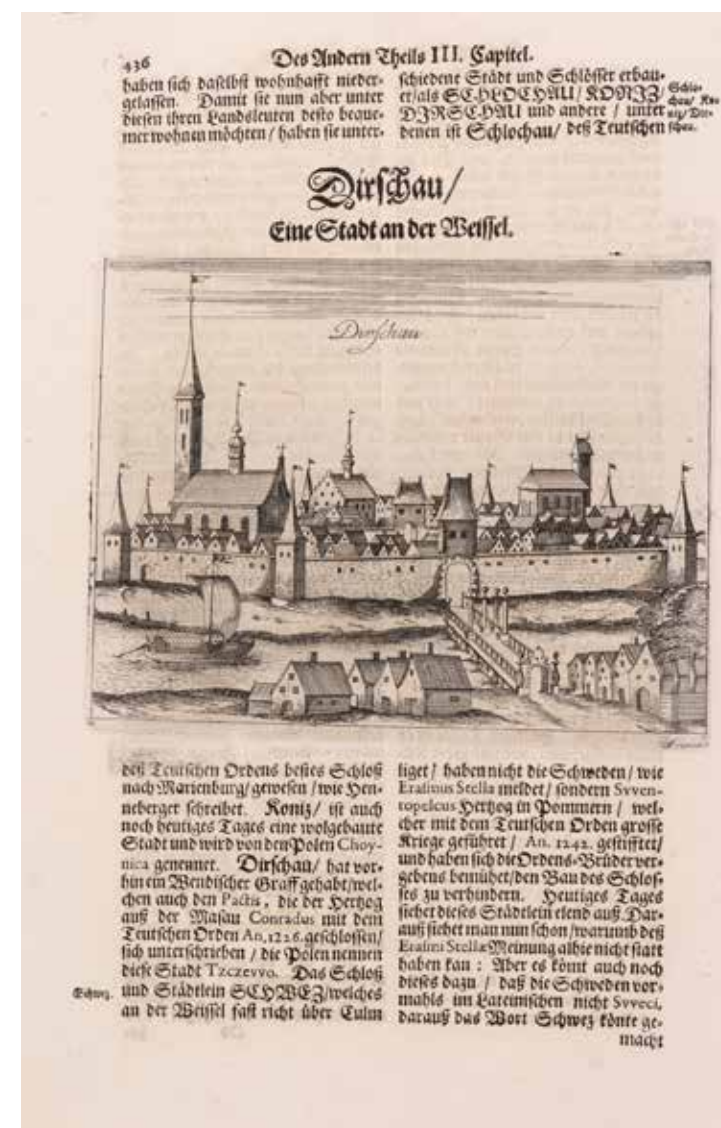 436
Des Andern Theils III. Capitel.
haben sich daselbst wohnhafft nieder-
gelassen. Damit sie nun aber unter
diesen ihren Landsleuten desto beque-
mer wohnen möchten / haben sie unter-
schiedene Städt und Schlösser erbau-
et/als SCHLOCHAU/ KONIZ/
DIRSCHAU und andere / unter
denen ist Schlochau/ deß Teutschen
Schlo-
chau/ Ko-
niz/ Dir-
schau.
Dirschau/
Eine Stadt an der Weissel.
Dirschau
deß Teutschen Ordens bestes Schloß
nach Marienburg/ gewesen / wie Hen-
neberger schreibet. Koniz/ ist auch
noch heutiges Tages eine wolgebaute
Stadt und wird von den Polen Choy-
nica genennet. Dirschau/ hat vor-
hin ein Wendischer Graff gehabt/wel-
chen auch den Pactis, die der Hertzog
auß der Masau Conradus mit dem
Teutschen Orden An. 1226. geschlossen/
sich unterschrieben / die Polen nennen
diese Stadt Tzczevvo. Das Schloß
Schwez.
und Städtlein SCHWEZ/welches
an der Weissel fast richt über Culm
liget / haben nicht die Schweden / wie
Erasmus Stella meldet / sondern Svven-
topelcus Hertzog in Pommern / wel-
cher mit dem Teutschen Orden grosse
Kriege geführet / An. 1242. gestifftet/
und haben sich die Ordens-Brüder ver-
gebens bemühet/den Bau des Schlos-
ses zu verhindern. Heutiges Tages
siehet dieses Städtlein elend auß. Dar-
auß siehet man nun schon/warumb deß
Erasmi Stellæ Meinung alhie nicht statt
haben kan : Aber es kömt auch noch
dieses dazu / daß die Schweden vor-
mahls im Lateinischen nicht Svveci,
darauß das Wort Schwez könte ge-
macht